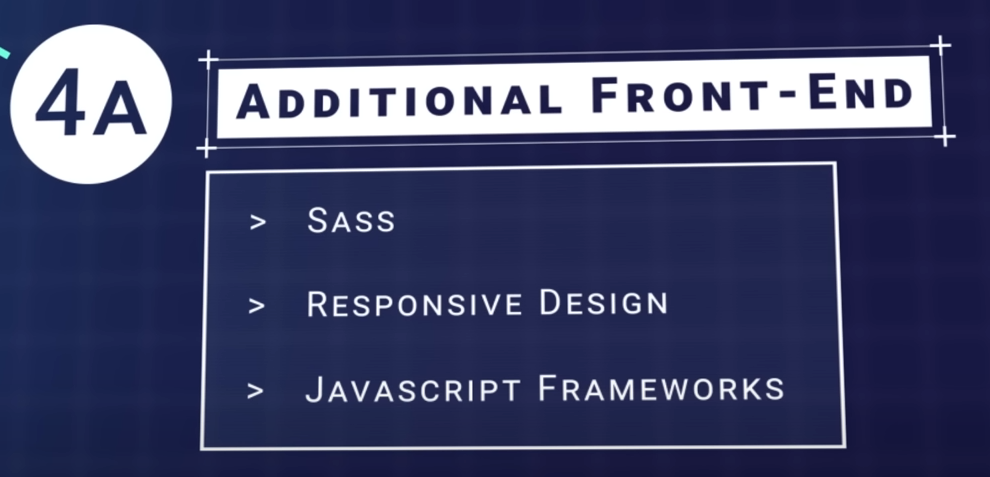 4A
Additional Front-End
> Sass
> Responsive Design
> Javascript Frameworks